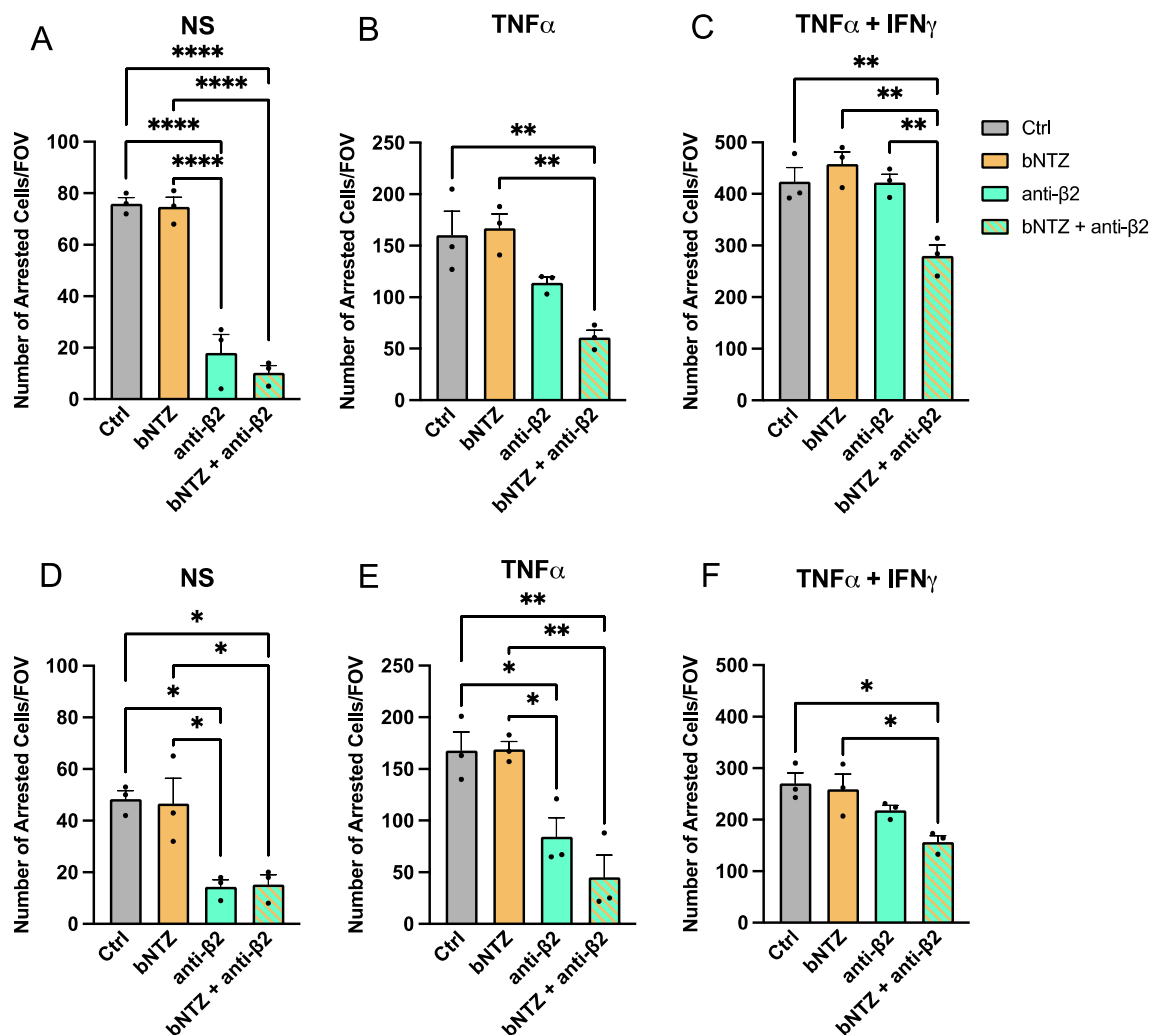 A
NS
****
****
****
****
Number of Arrested Cells/FOV
100
80
60
40
20
0
Ctrl
bNTZ
anti-β2
bNTZ + anti-β2
B
TNFα
**
**
Number of Arrested Cells/FOV
250
200
150
100
50
0
Ctrl
bNTZ
anti-β2
bNTZ + anti-β2
C
TNFα + IFNγ
**
**
**
Number of Arrested Cells/FOV
500
400
300
200
100
0
Ctrl
bNTZ
anti-β2
bNTZ + anti-β2
Ctrl
bNTZ
anti-β2
bNTZ + anti-β2
D
NS
*
*
*
*
Number of Arrested Cells/FOV
100
80
60
40
20
0
Ctrl
bNTZ
anti-β2
bNTZ + anti-β2
E
TNFα
**
**
*
*
Number of Arrested Cells/FOV
250
200
150
100
50
0
Ctrl
bNTZ
anti-β2
bNTZ + anti-β2
F
TNFα + IFNγ
*
*
Number of Arrested Cells/FOV
500
400
300
200
100
0
Ctrl
bNTZ
anti-β2
bNTZ + anti-β2